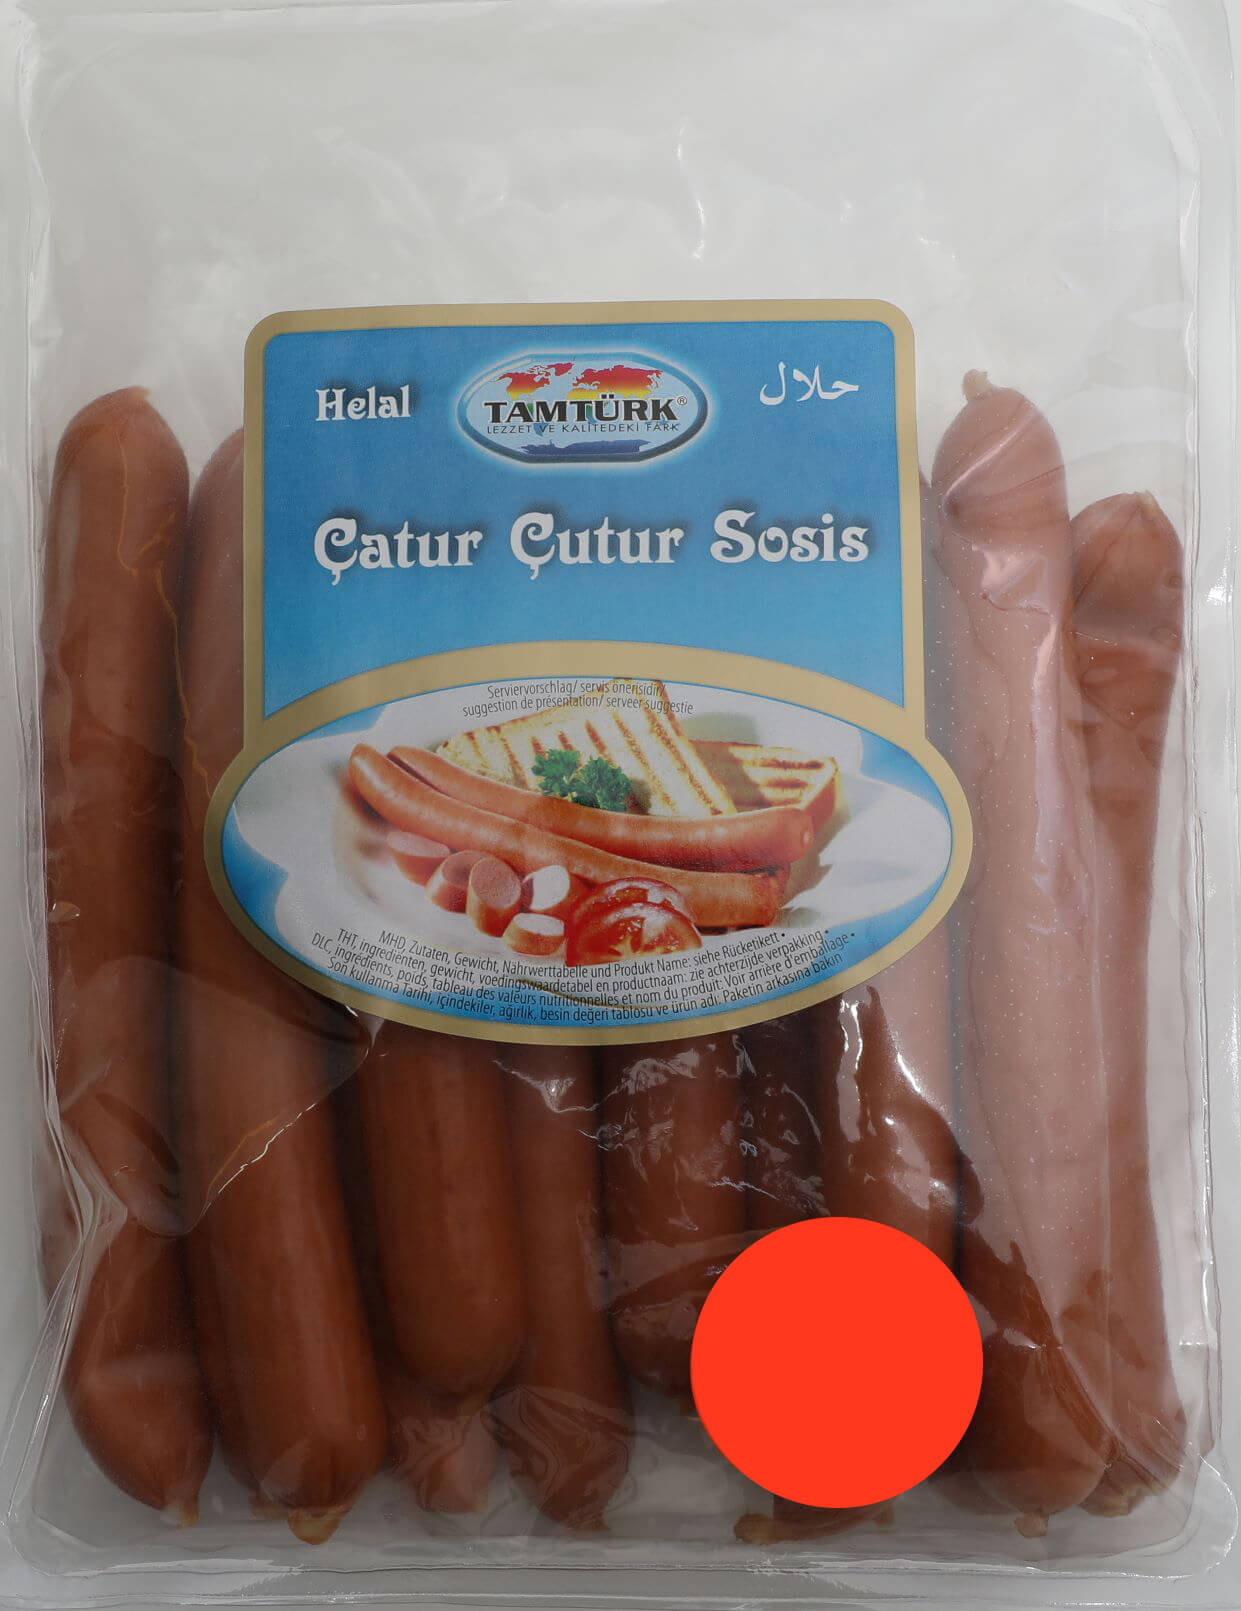 Helal
TAMTÜRK®
LEZZET VE KALİTEDEKİ FARK
حلال
Çatur Çutur Sosis
Serviervorschlag/ servis önerisidir/
suggestion de présentation/ serveer suggestie
MHD, Zutaten, Gewicht, Nährwerttabelle und Produkt Name: siehe Rücketikett •
THT, ingrediënten, gewicht, voedingswaardetabel en productnaam: zie achterzijde verpakking •
DLC, ingrédients, poids, tableau des valeurs nutritionnelles et nom du produit: Voir arrière d'emballage •
Son kullanma Tarihi, içindekiler, ağirlik, besin değeri tablosu ve ürün adı: Paketin arkasına bakın